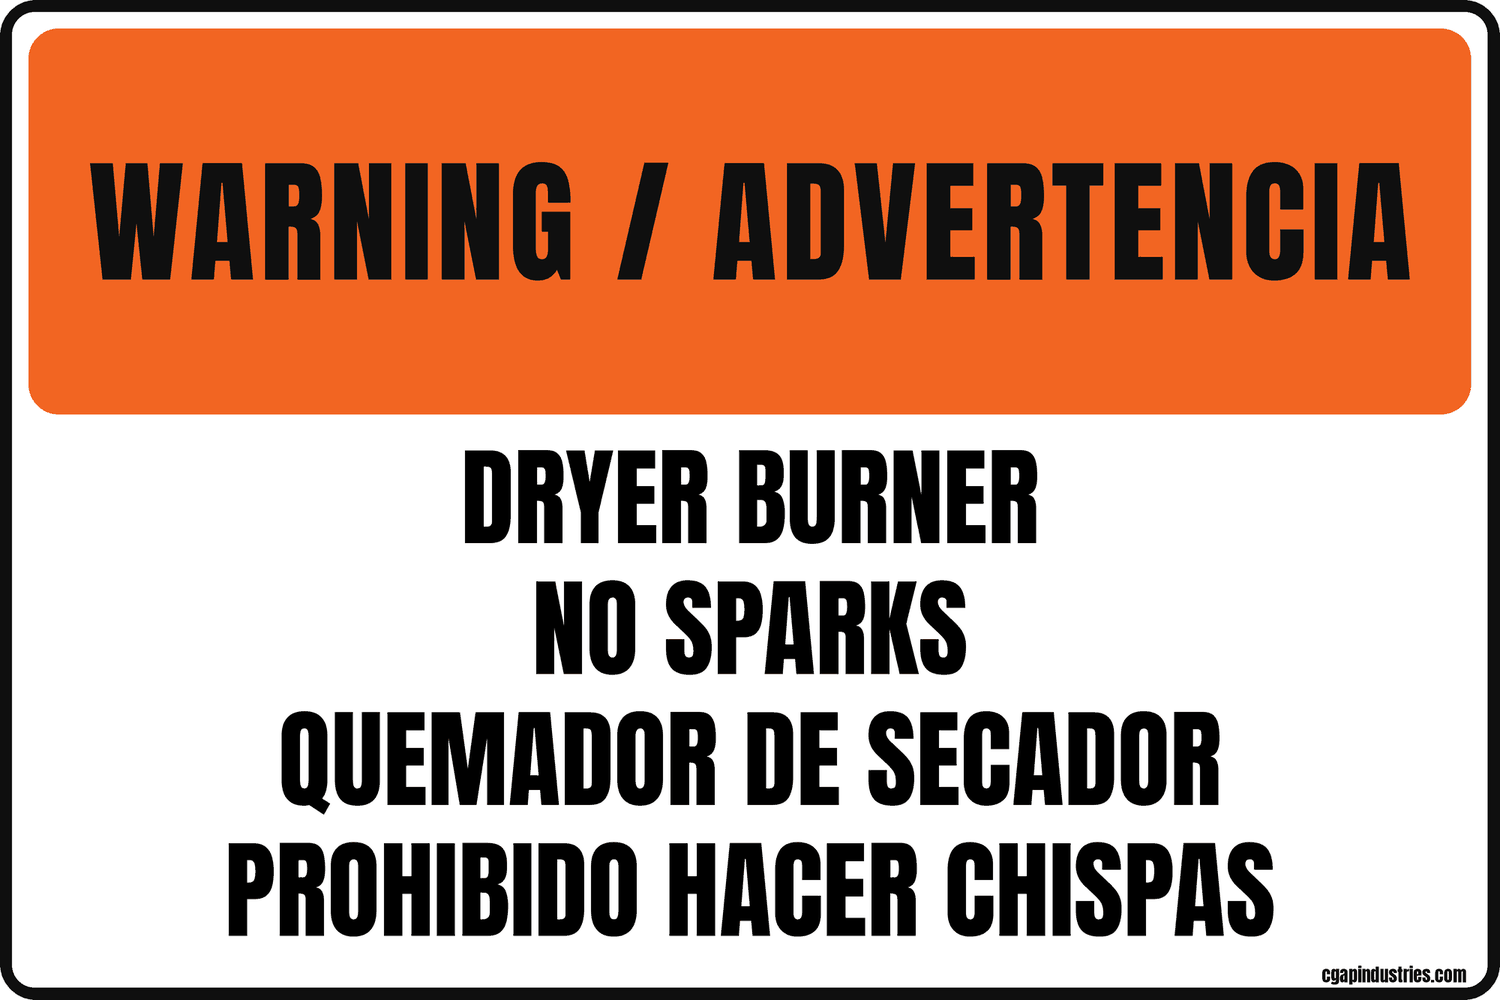 WARNING / ADVERTENCIA
DRYER BURNER
NO SPARKS
QUEMADOR DE SECADOR
PROHIBIDO HACER CHISPAS
cgapindustries.com